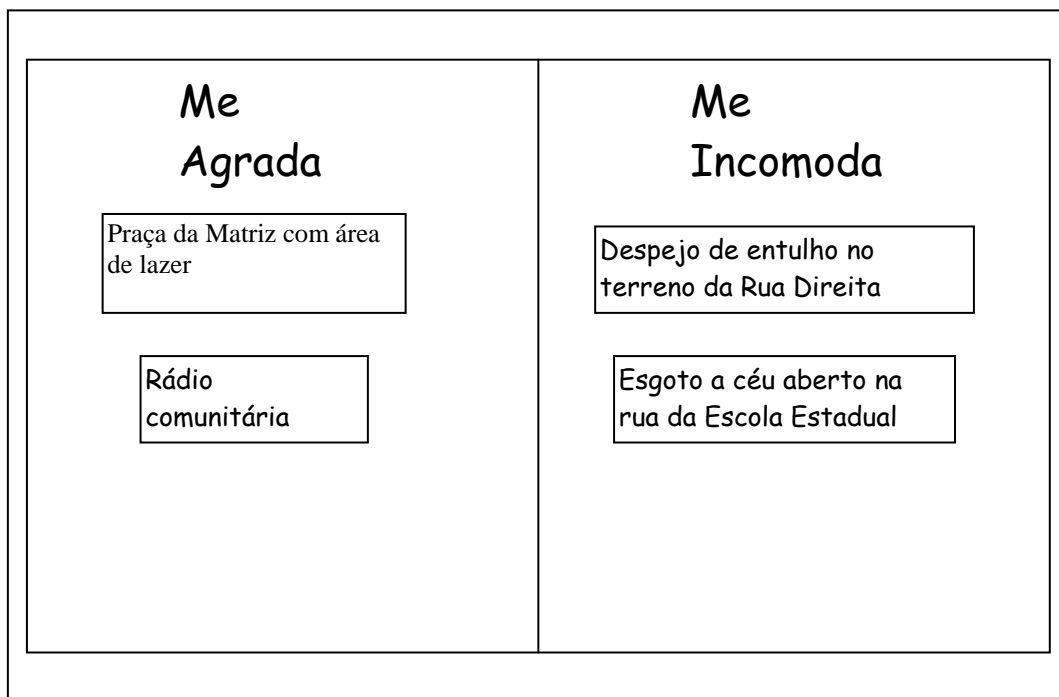 Me
Agrada
Praça da Matriz com área
de lazer
Rádio
comunitária
Me
Incomoda
Despejo de entulho no
terreno da Rua Direita
Esgoto a céu aberto na
rua da Escola Estadual